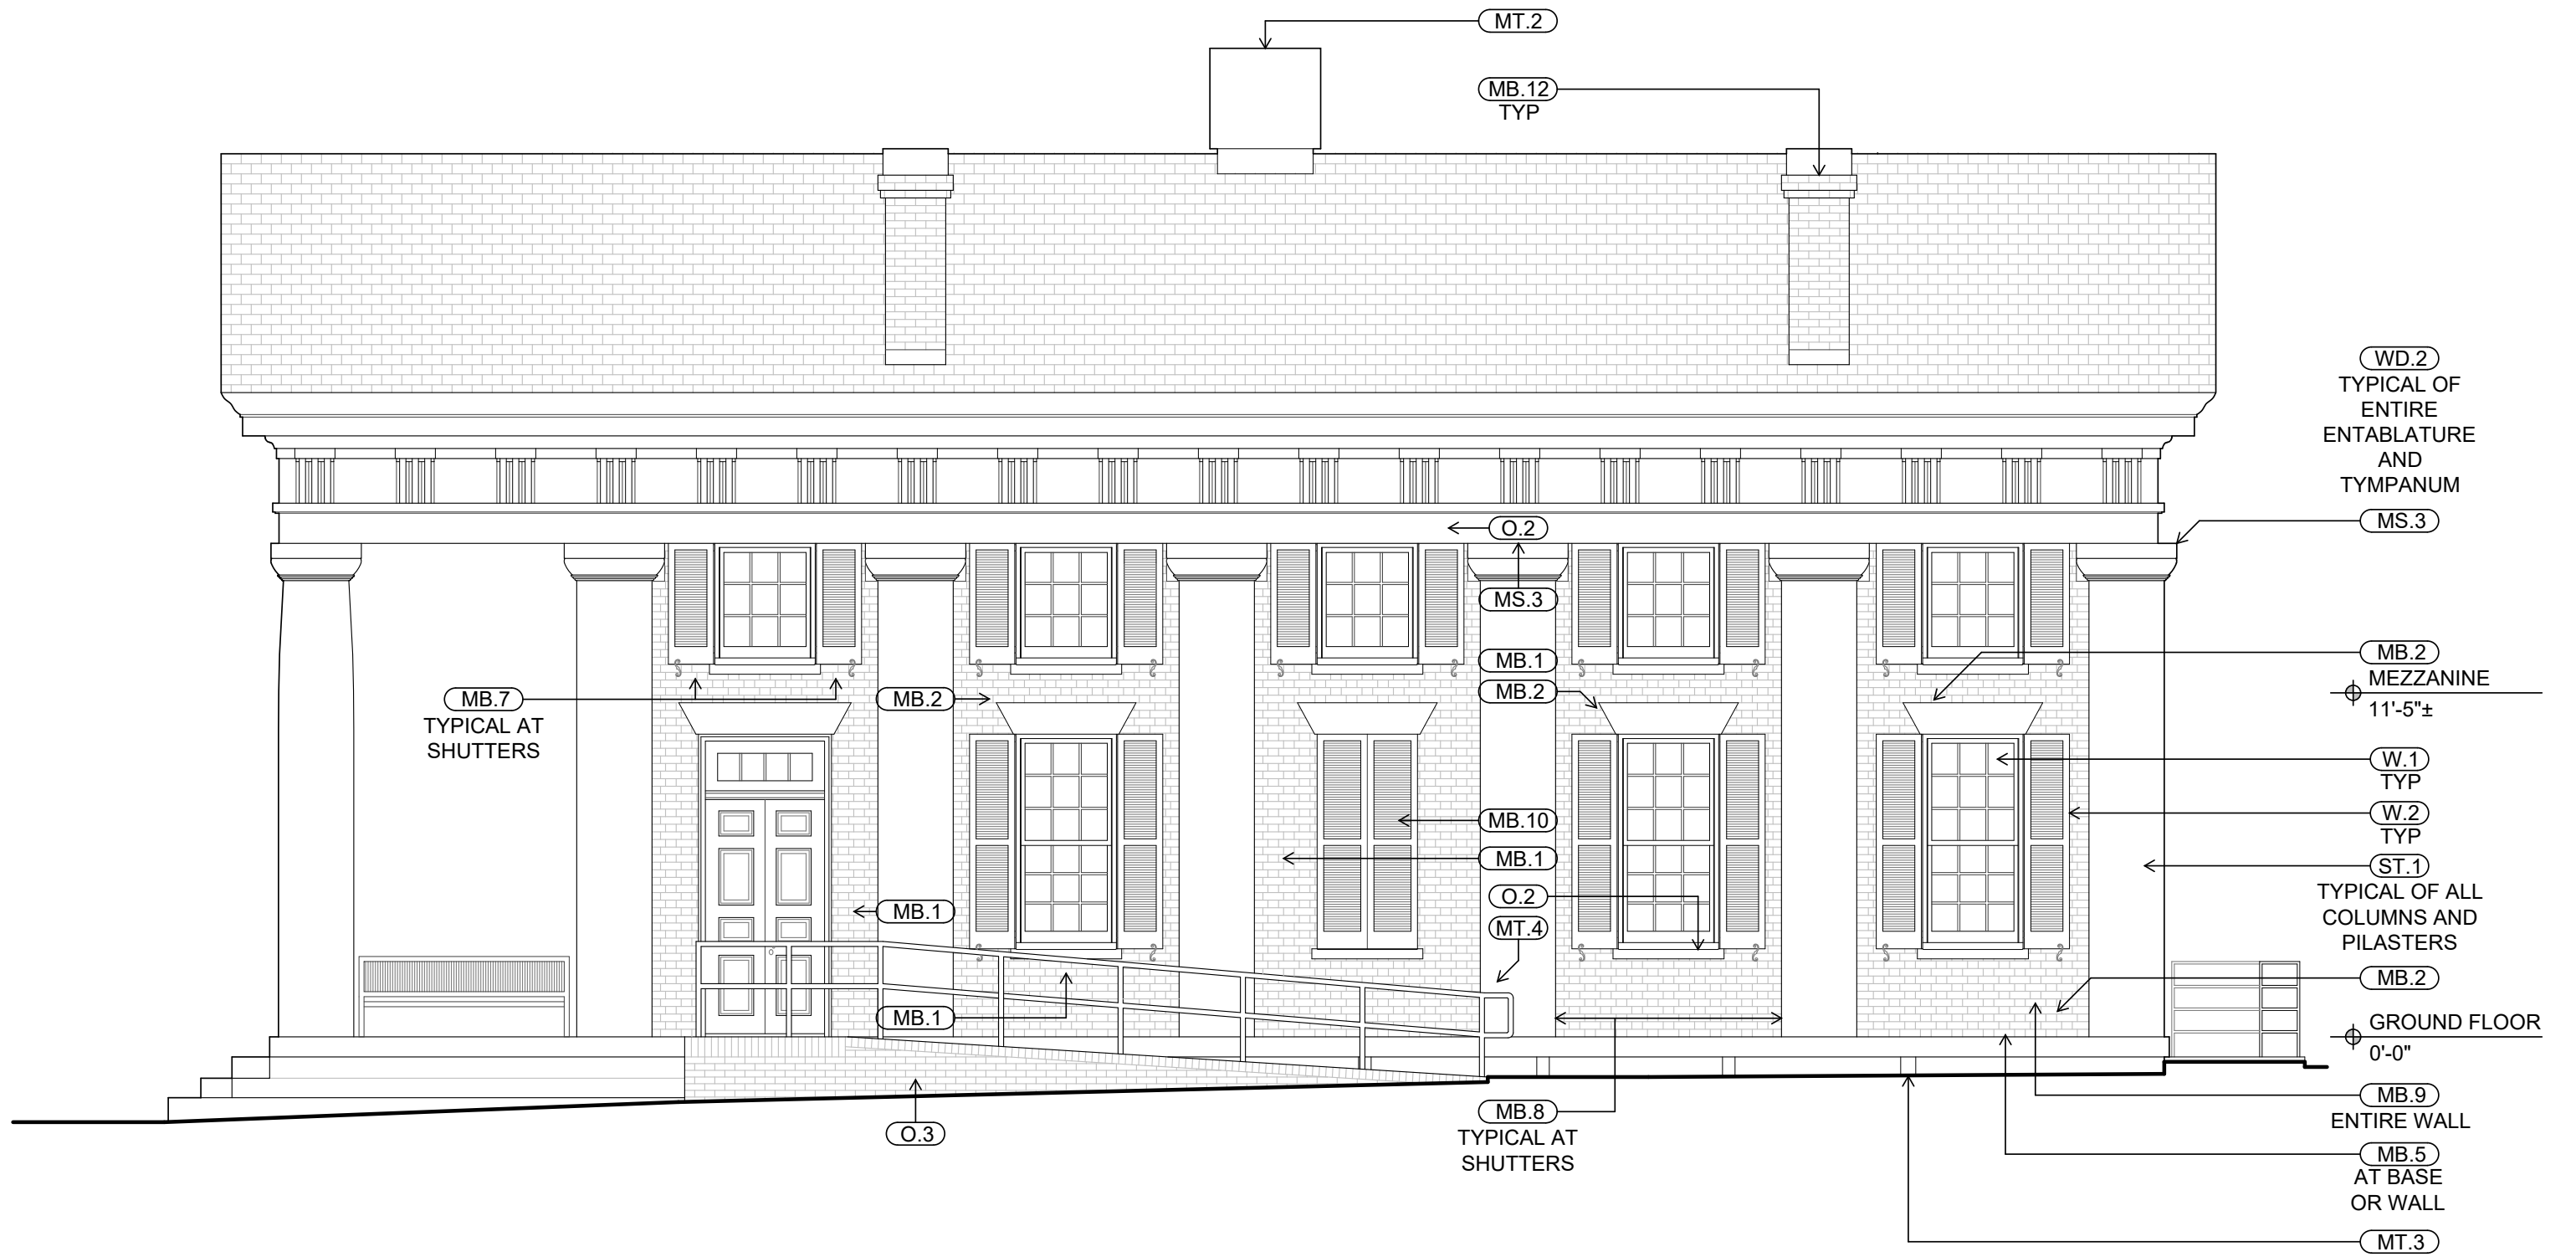 MT.2
MB.12
TYP
WD.2
TYPICAL OF
ENTIRE
ENTABLATURE
AND
TYMPANUM
MS.3
O.2
MS.3
MB.1
MB.2
MB.2
MEZZANINE
11'-5"±
MB.7
TYPICAL AT
SHUTTERS
MB.2
W.1
TYP
W.2
TYP
MB.10
MB.1
ST.1
TYPICAL OF ALL
COLUMNS AND
PILASTERS
O.2
MB.1
MT.4
MB.2
MB.1
GROUND FLOOR
0'-0"
MB.9
ENTIRE WALL
MB.8
TYPICAL AT
SHUTTERS
O.3
MB.5
AT BASE
OR WALL
MT.3